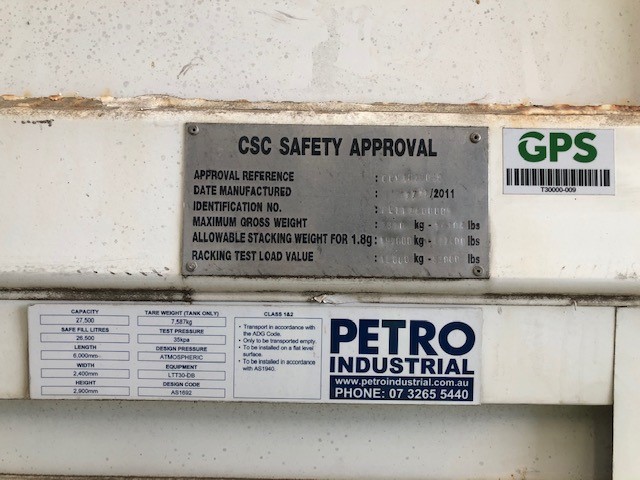 CSC SAFETY APPROVAL
APPROVAL REFERENCE :
DATE MANUFACTURED : /2011
IDENTIFICATION NO. :
MAXIMUM GROSS WEIGHT : kg - lbs
ALLOWABLE STACKING WEIGHT FOR 1.8g: kg - lbs
RACKING TEST LOAD VALUE : kg - lbs
GPS
T30000-009
CAPACITY
27,500
SAFE FILL LITRES
26,500
LENGTH
6,000mm
WIDTH
2,400mm
HEIGHT
2,900mm
TARE WEIGHT (TANK ONLY)
7,587kg
TEST PRESSURE
35kpa
DESIGN PRESSURE
ATMOSPHERIC
EQUIPMENT
LTT30-DB
DESIGN CODE
AS1692
CLASS 1&2
• Transport in accordance with
the ADG Code.
• Only to be transported empty.
• To be installed on a flat level
surface.
• To be installed in accordance
with AS1940.
PETRO
INDUSTRIAL
www.petroindustrial.com.au
PHONE: 07 3265 5440